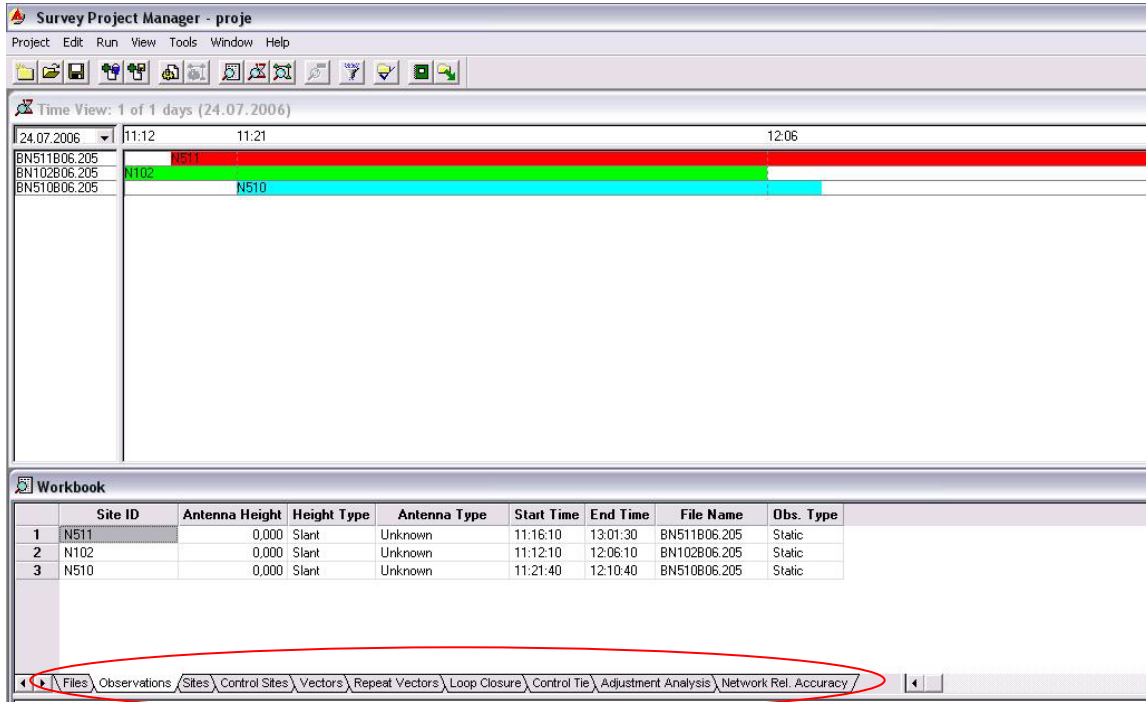 Survey Project Manager - proje
Project Edit Run View Tools Window Help
Time View: 1 of 1 days (24.07.2006)
24.07.2006 11:12 11:21 12:06
BN511B06.205 N511
BN102B06.205 N102
BN510B06.205 N510
Workbook
Site ID Antenna Height Height Type Antenna Type Start Time End Time File Name Obs. Type
1 N511 0,000 Slant Unknown 11:16:10 13:01:30 BN511B06.205 Static
2 N102 0,000 Slant Unknown 11:12:10 12:06:10 BN102B06.205 Static
3 N510 0,000 Slant Unknown 11:21:40 12:10:40 BN510B06.205 Static
Files Observations Sites Control Sites Vectors Repeat Vectors Loop Closure Control Tie Adjustment Analysis Network Rel. Accuracy